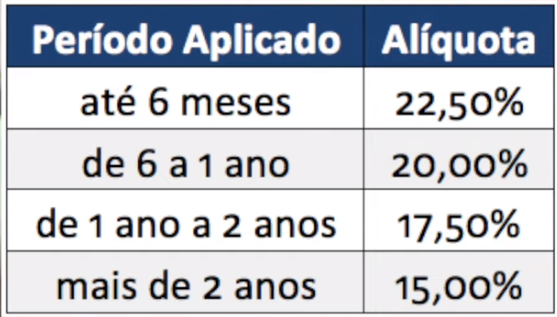 Período Aplicado Alíquota
até 6 meses 22,50%
de 6 a 1 ano 20,00%
de 1 ano a 2 anos 17,50%
mais de 2 anos 15,00%